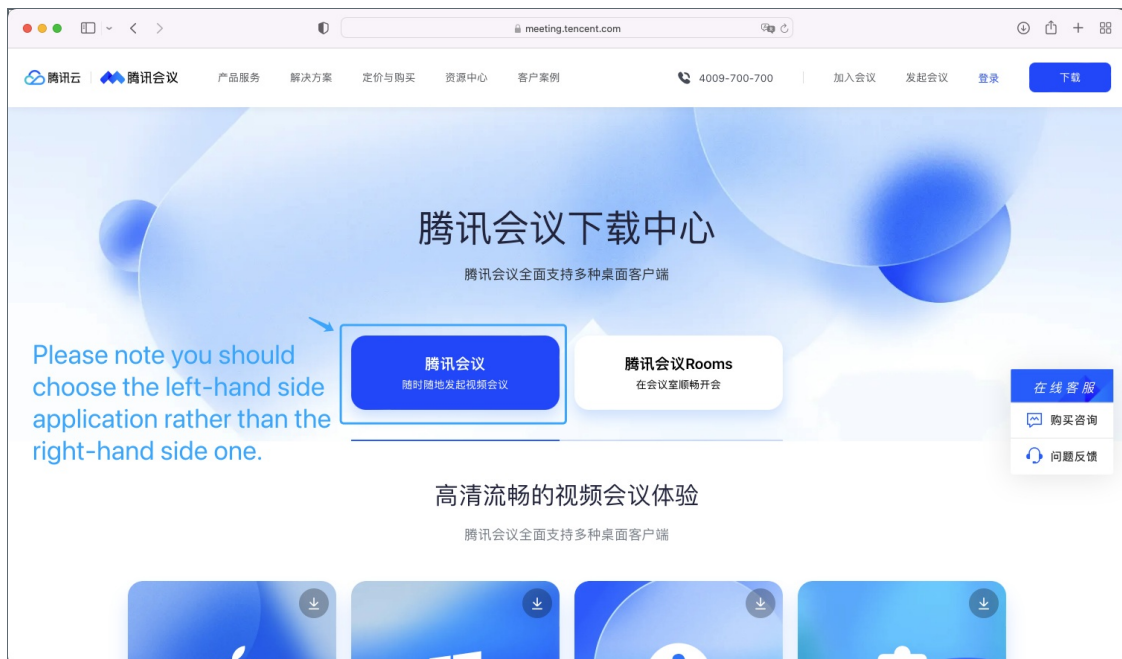 meeting.tencent.com
腾讯云
腾讯会议
产品服务
解决方案
定价与购买
资源中心
客户案例
4009-700-700
加入会议
发起会议
登录
下载
腾讯会议下载中心
腾讯会议全面支持多种桌面客户端
Please note you should
choose the left-hand side
application rather than the
right-hand side one.
腾讯会议
随时随地发起视频会议
腾讯会议Rooms
在会议室顺畅开会
在线客服
购买咨询
问题反馈
高清流畅的视频会议体验
腾讯会议全面支持多种桌面客户端